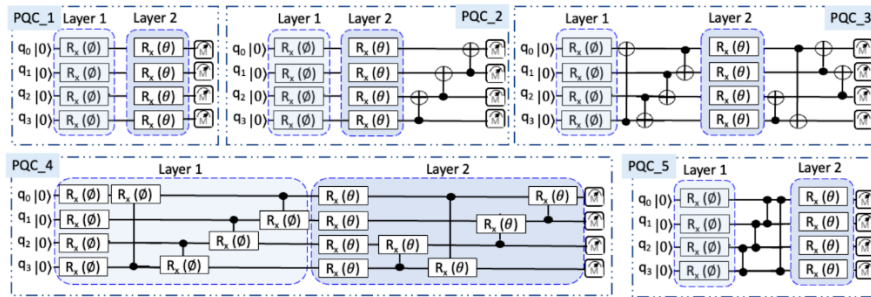 PQC_1 Layer 1 Layer 2
q0 |0⟩ Rx (Ø) Rx (θ) M
q1 |0⟩ Rx (Ø) Rx (θ) M
q2 |0⟩ Rx (Ø) Rx (θ) M
q3 |0⟩ Rx (Ø) Rx (θ) M
Layer 1 Layer 2 PQC_2
q0 |0⟩ Rx (Ø) Rx (θ) M
q1 |0⟩ Rx (Ø) Rx (θ) M
q2 |0⟩ Rx (Ø) Rx (θ) M
q3 |0⟩ Rx (Ø) Rx (θ) M
Layer 1 Layer 2 PQC_3
q0 |0⟩ Rx (Ø) Rx (θ) M
q1 |0⟩ Rx (Ø) Rx (θ) M
q2 |0⟩ Rx (Ø) Rx (θ) M
q3 |0⟩ Rx (Ø) Rx (θ) M
PQC_4 Layer 1 Layer 2
q0 |0⟩ Rx (Ø) Rx (Ø) Rx (θ) Rx (θ) M
q1 |0⟩ Rx (Ø) Rx (Ø) Rx (θ) Rx (θ) M
q2 |0⟩ Rx (Ø) Rx (Ø) Rx (θ) Rx (θ) M
q3 |0⟩ Rx (Ø) Rx (Ø) Rx (θ) Rx (θ) M
PQC_5 Layer 1 Layer 2
q0 |0⟩ Rx (Ø) Rx (θ) M
q1 |0⟩ Rx (Ø) Rx (θ) M
q2 |0⟩ Rx (Ø) Rx (θ) M
q3 |0⟩ Rx (Ø) Rx (θ) M